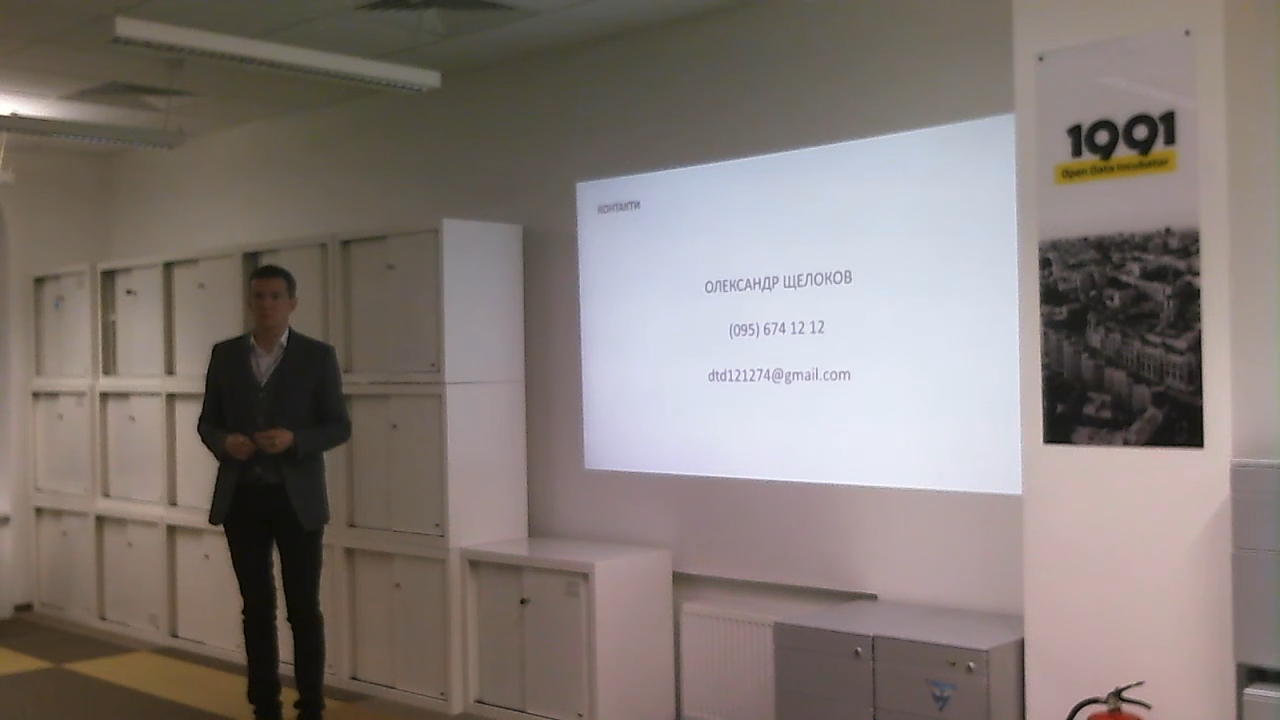 КОНТАКТИ
ОЛЕКСАНДР ЩЕЛОКОВ
(095) 674 12 12
dtd121274@gmail.com
1991
Open Data Incubator